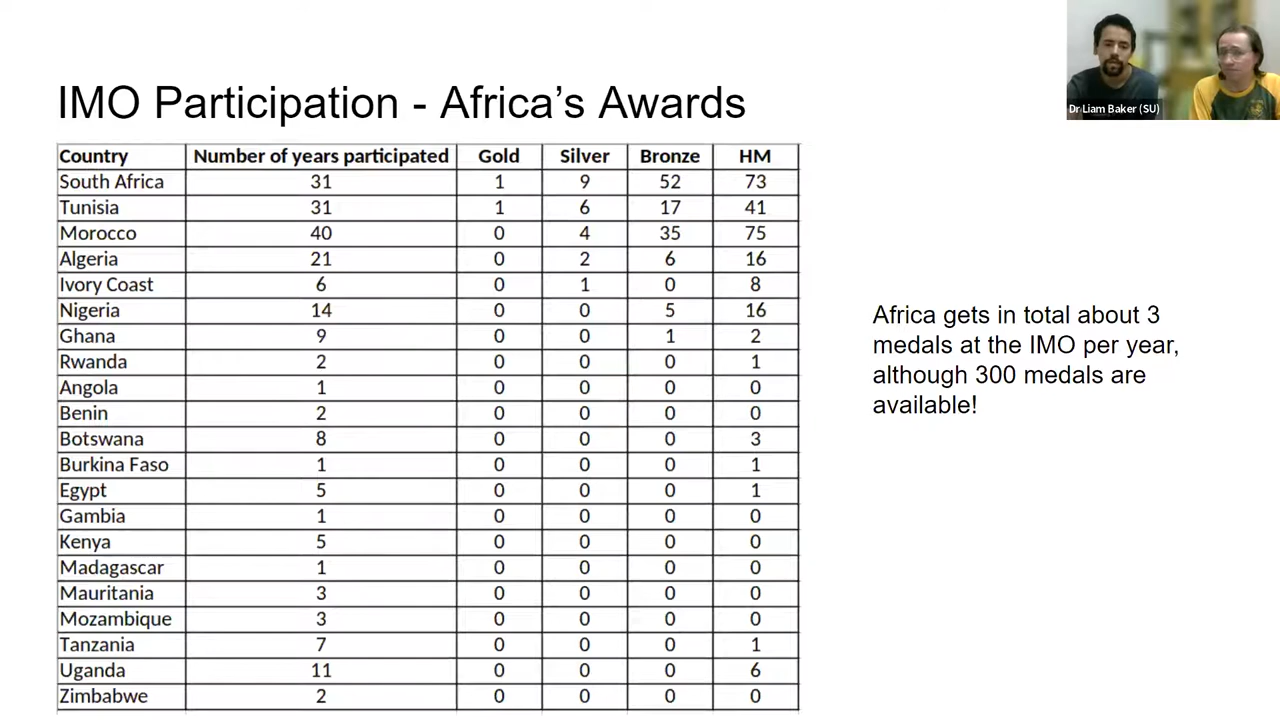 IMO Participation - Africa's Awards
Dr Liam Baker (SU)
Country Number of years participated Gold Silver Bronze HM
South Africa 31 1 9 52 73
Tunisia 31 1 6 17 41
Morocco 40 0 4 35 75
Algeria 21 0 2 6 16
Ivory Coast 6 0 1 0 8
Nigeria 14 0 0 5 16
Ghana 9 0 0 1 2
Rwanda 2 0 0 0 1
Angola 1 0 0 0 0
Benin 2 0 0 0 0
Botswana 8 0 0 0 3
Burkina Faso 1 0 0 0 1
Egypt 5 0 0 0 1
Gambia 1 0 0 0 0
Kenya 5 0 0 0 0
Madagascar 1 0 0 0 0
Mauritania 3 0 0 0 0
Mozambique 3 0 0 0 0
Tanzania 7 0 0 0 1
Uganda 11 0 0 0 6
Zimbabwe 2 0 0 0 0
Africa gets in total about 3
medals at the IMO per year,
although 300 medals are
available!